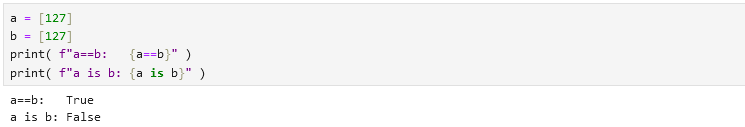 a = [127]
b = [127]
print( f"a==b:   {a==b}" )
print( f"a is b: {a is b}" )
a==b:   True
a is b: False